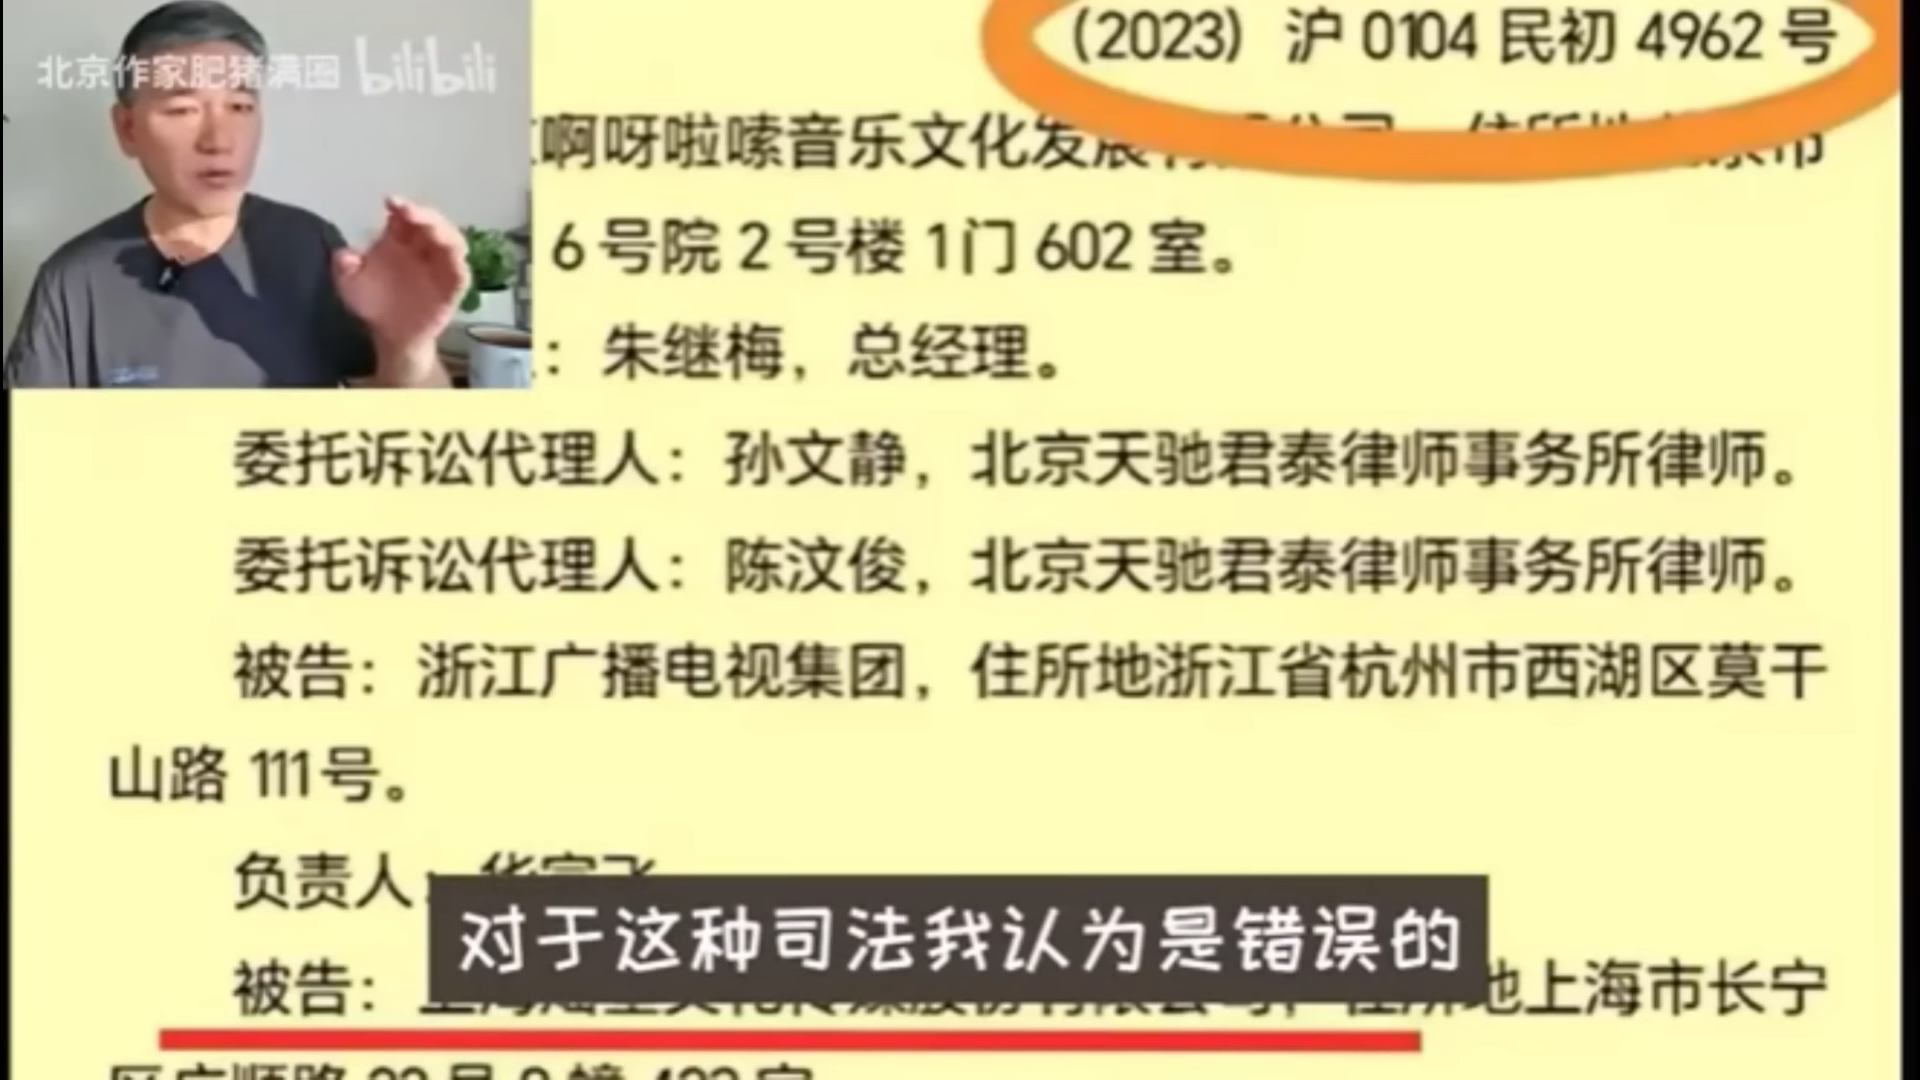 北京作家肥猪满圈 bilibili
(2023) 沪 0104 民初 4962 号
啊呀啦嗦音乐文化发展
6 号院 2 号楼 1 门 602 室。
：朱继梅，总经理。
委托诉讼代理人：孙文静，北京天驰君泰律师事务所律师。
委托诉讼代理人：陈汶俊，北京天驰君泰律师事务所律师。
被告：浙江广播电视集团，住所地浙江省杭州市西湖区莫干
山路 111 号。
负责人：
对于这种司法我认为是错误的
被告：
地上海市长宁